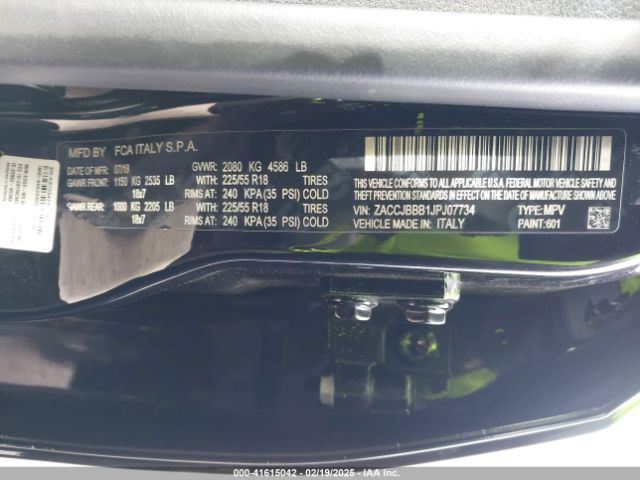 MFD BY FCA ITALY S.P.A.
DATE OF MFD: 07/18 GVWR: 2080 KG 4586 LB
GAWR FRONT: 1150 KG 2535 LB WITH 225/55 R18 TIRES
18x7 RIMS AT: 240 KPA (35 PSI) COLD
GAWR REAR: 1000 KG 2205 LB WITH 225/55 R18 TIRES
18x7 RIMS AT: 240 KPA (35 PSI) COLD
THIS VEHICLE CONFORMS TO ALL APPLICABLE
U.S.A. FEDERAL MOTOR VEHICLE SAFETY, BUMPER AND
THEFT PREVENTION STANDARDS IN EFFECT ON THE DATE OF
MANUFACTURE SHOWN ABOVE.
VIN: ZACCJBBB1JPJ07734 TYPE: MPV
VEHICLE MADE IN: ITALY PAINT: 601
000-41615042 - 02/19/2025 - IAA Inc.